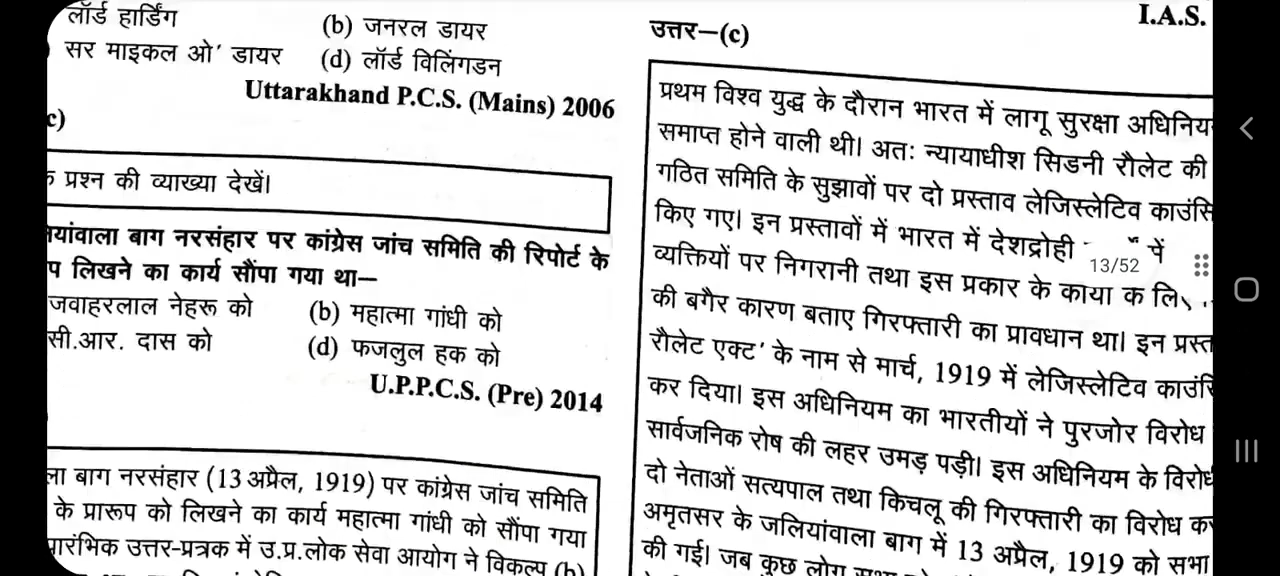 लॉर्ड हार्डिंग (b) जनरल डायर
सर माइकल ओ' डायर (d) लॉर्ड विलिंगडन
Uttarakhand P.C.S. (Mains) 2006
c)
प्रश्न की व्याख्या देखें।
यांवाला बाग नरसंहार पर कांग्रेस जांच समिति की रिपोर्ट के
प लिखने का कार्य सौंपा गया था—
जवाहरलाल नेहरू को (b) महात्मा गांधी को
सी.आर. दास को (d) फजलुल हक को
U.P.P.C.S. (Pre) 2014
ला बाग नरसंहार (13 अप्रैल, 1919) पर कांग्रेस जांच समिति
के प्रारूप को लिखने का कार्य महात्मा गांधी को सौंपा गया
प्रारंभिक उत्तर-प्रत्रक में उ.प्र.लोक सेवा आयोग ने विकल्प (b)
I.A.S.
उत्तर—(c)
प्रथम विश्व युद्ध के दौरान भारत में लागू सुरक्षा अधिनिय
समाप्त होने वाली थी। अतः न्यायाधीश सिडनी रौलेट की
गठित समिति के सुझावों पर दो प्रस्ताव लेजिस्लेटिव काउंसि
किए गए। इन प्रस्तावों में भारत में देशद्रोही
13/52
व्यक्तियों पर निगरानी तथा इस प्रकार के
की बगैर कारण बताए गिरफ्तारी का प्रावधान था। इन प्रस्त
रौलेट एक्ट' के नाम से मार्च, 1919 में लेजिस्लेटिव काउंसि
कर दिया। इस अधिनियम का भारतीयों ने पुरजोर विरोध
सार्वजनिक रोष की लहर उमड़ पड़ी। इस अधिनियम के विरोध
दो नेताओं सत्यपाल तथा किचलू की गिरफ्तारी का विरोध कर
अमृतसर के जलियांवाला बाग में 13 अप्रैल, 1919 को सभा
की गई। जब कुछ लोग